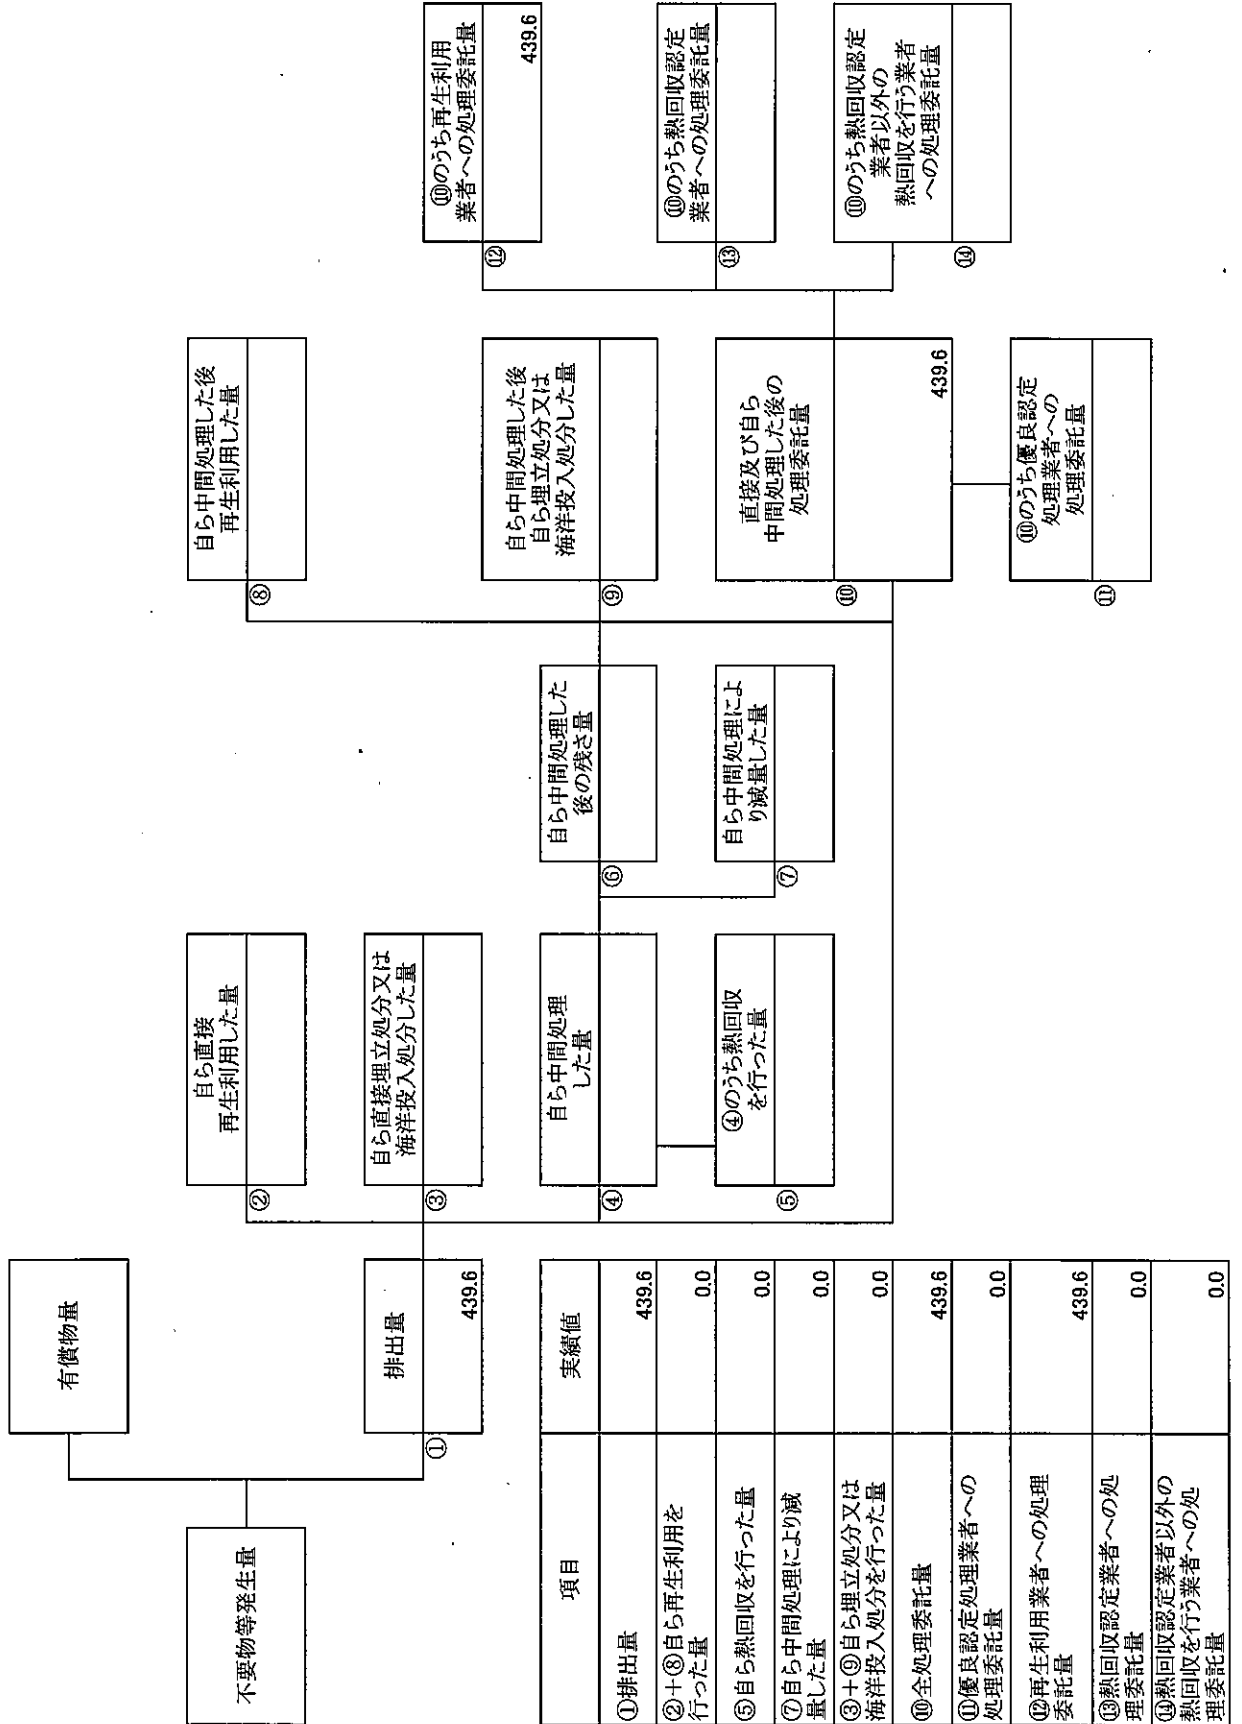 不要物等発生量
有償物量
排出量
①
439.6
自ら直接
再生利用した量
②
自ら直接埋立処分又は
海洋投入処分した量
③
自ら中間処理
した量
④
④のうち熱回収
を行った量
⑤
自ら中間処理した
後の残さ量
⑥
自ら中間処理によ
り減量した量
⑦
自ら中間処理した後
再生利用した量
⑧
自ら中間処理した後
自ら埋立処分又は
海洋投入処分した量
⑨
直接及び自ら
中間処理した後の
処理委託量
⑩
439.6
⑩のうち優良認定
処理業者への
処理委託量
⑪
⑩のうち再生利用
業者への処理委託量
⑫
439.6
⑩のうち熱回収認定
業者への処理委託量
⑬
⑩のうち熱回収認定
業者以外の
熱回収を行う業者
への処理委託量
⑭
項目 実績値
①排出量 439.6
②+⑧自ら再生利用を
行った量 0.0
⑤自ら熱回収を行った量 0.0
⑦自ら中間処理により減
量した量 0.0
③+⑨自ら埋立処分又は
海洋投入処分を行った量 0.0
⑩全処理委託量 439.6
⑪優良認定処理業者への
処理委託量 0.0
⑫再生利用業者への処理
委託量 439.6
⑬熱回収認定業者への処
理委託量 0.0
⑭熱回収認定業者以外の
熱回収を行う業者への処
理委託量 0.0